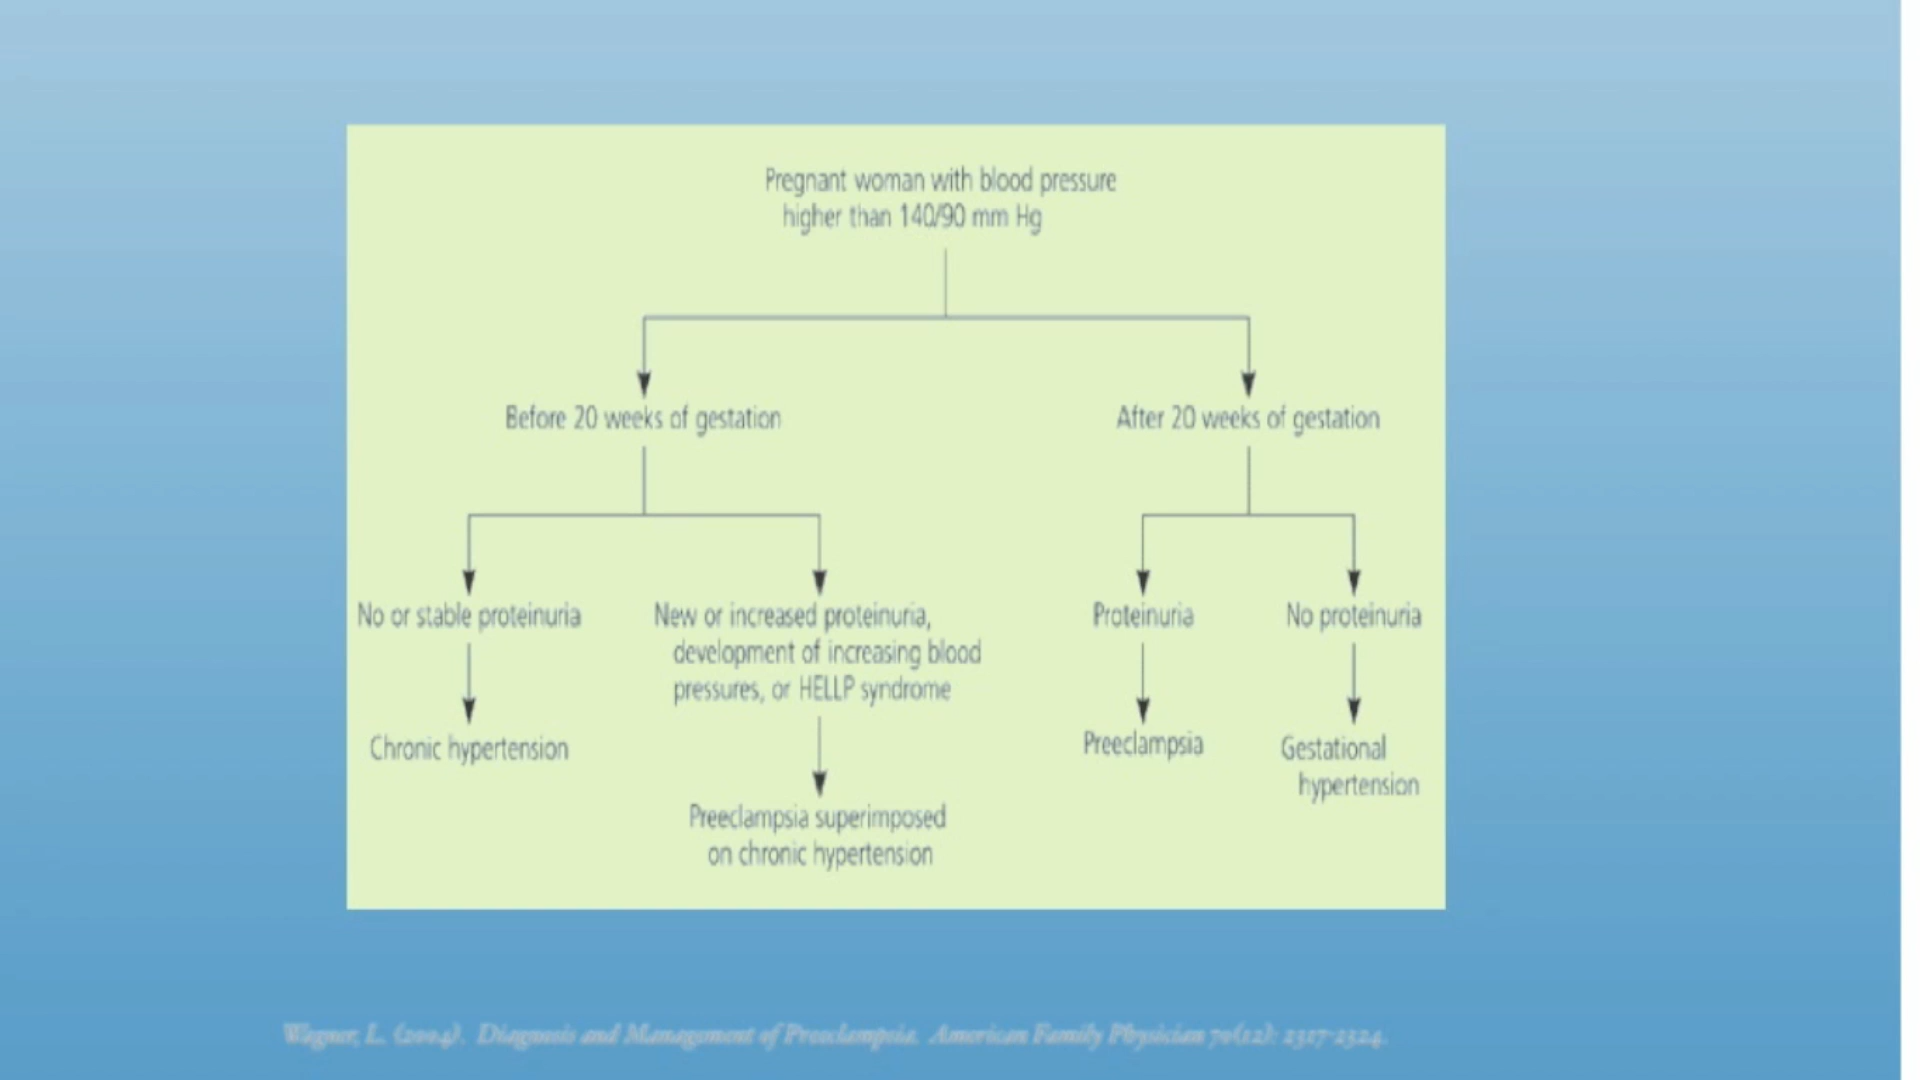 Pregnant woman with blood pressure
higher than 140/90 mm Hg
Before 20 weeks of gestation
After 20 weeks of gestation
No or stable proteinuria
New or increased proteinuria,
development of increasing blood
pressures, or HELLP syndrome
Proteinuria
No proteinuria
Chronic hypertension
Preeclampsia superimposed
on chronic hypertension
Preeclampsia
Gestational
hypertension
Wagner, L. (2004). Diagnosis and Management of Preeclampsia. American Family Physician 70(12): 2317-2324.